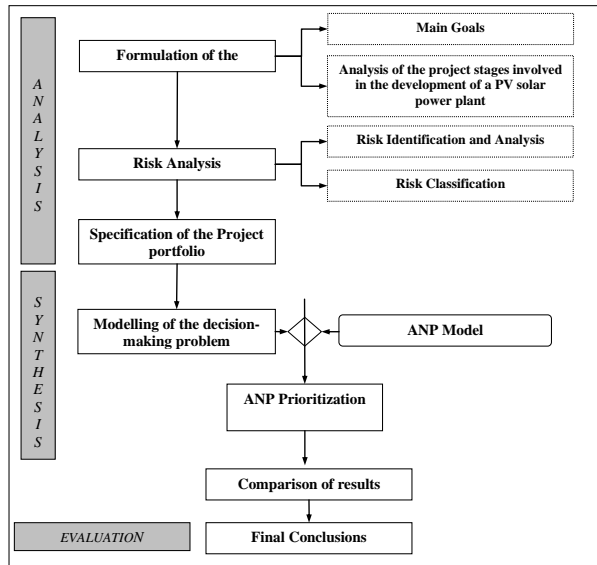 A
N
A
L
Y
S
I
S
Formulation of the
Main Goals
Analysis of the project stages involved
in the development of a PV solar
power plant
Risk Analysis
Risk Identification and Analysis
Risk Classification
Specification of the Project
portfolio
S
Y
N
T
H
E
S
I
S
Modelling of the decision-
making problem
ANP Model
ANP Prioritization
Comparison of results
EVALUATION
Final Conclusions